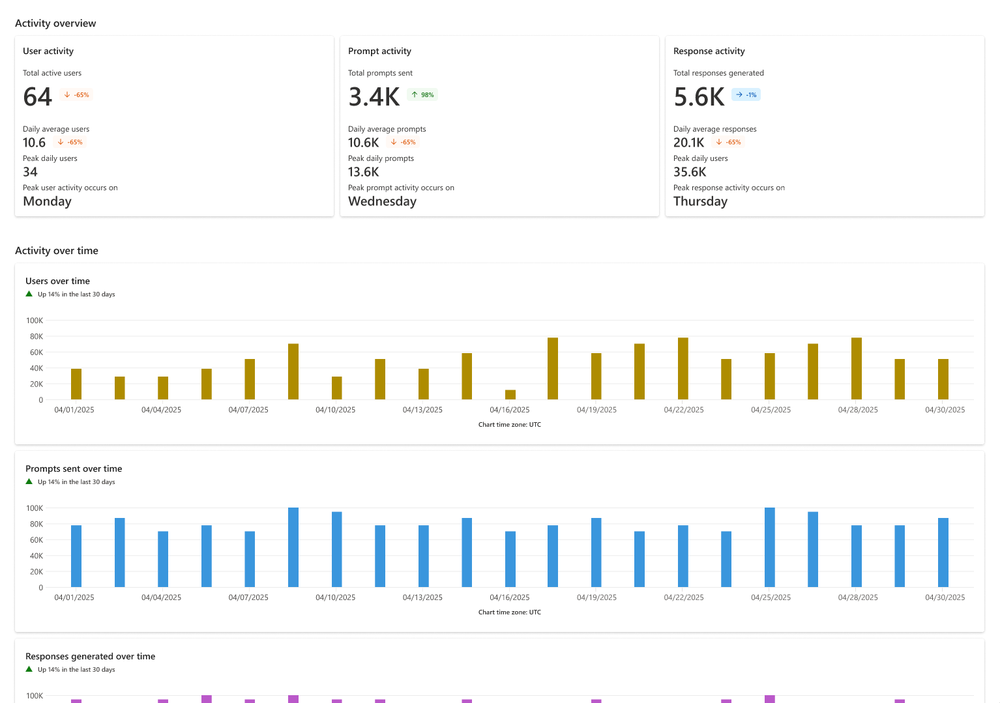 Activity overview
User activity
Total active users
64 -65%
Daily average users
10.6 -65%
Peak daily users
34
Peak user activity occurs on
Monday
Prompt activity
Total prompts sent
3.4K 98%
Daily average prompts
10.6K -65%
Peak daily prompts
13.6K
Peak prompt activity occurs on
Wednesday
Response activity
Total responses generated
5.6K -1%
Daily average responses
20.1K -65%
Peak daily users
35.6K
Peak response activity occurs on
Thursday
Activity over time
Users over time
Up 14% in the last 30 days
100K
80K
60K
40K
20K
0
04/01/2025 04/04/2025 04/07/2025 04/10/2025 04/13/2025 04/16/2025 04/19/2025 04/22/2025 04/25/2025 04/28/2025 04/30/2025
Chart time zone: UTC
Prompts sent over time
Up 14% in the last 30 days
100K
80K
60K
40K
20K
0
04/01/2025 04/04/2025 04/07/2025 04/10/2025 04/13/2025 04/16/2025 04/19/2025 04/22/2025 04/25/2025 04/28/2025 04/30/2025
Chart time zone: UTC
Responses generated over time
Up 14% in the last 30 days
100K